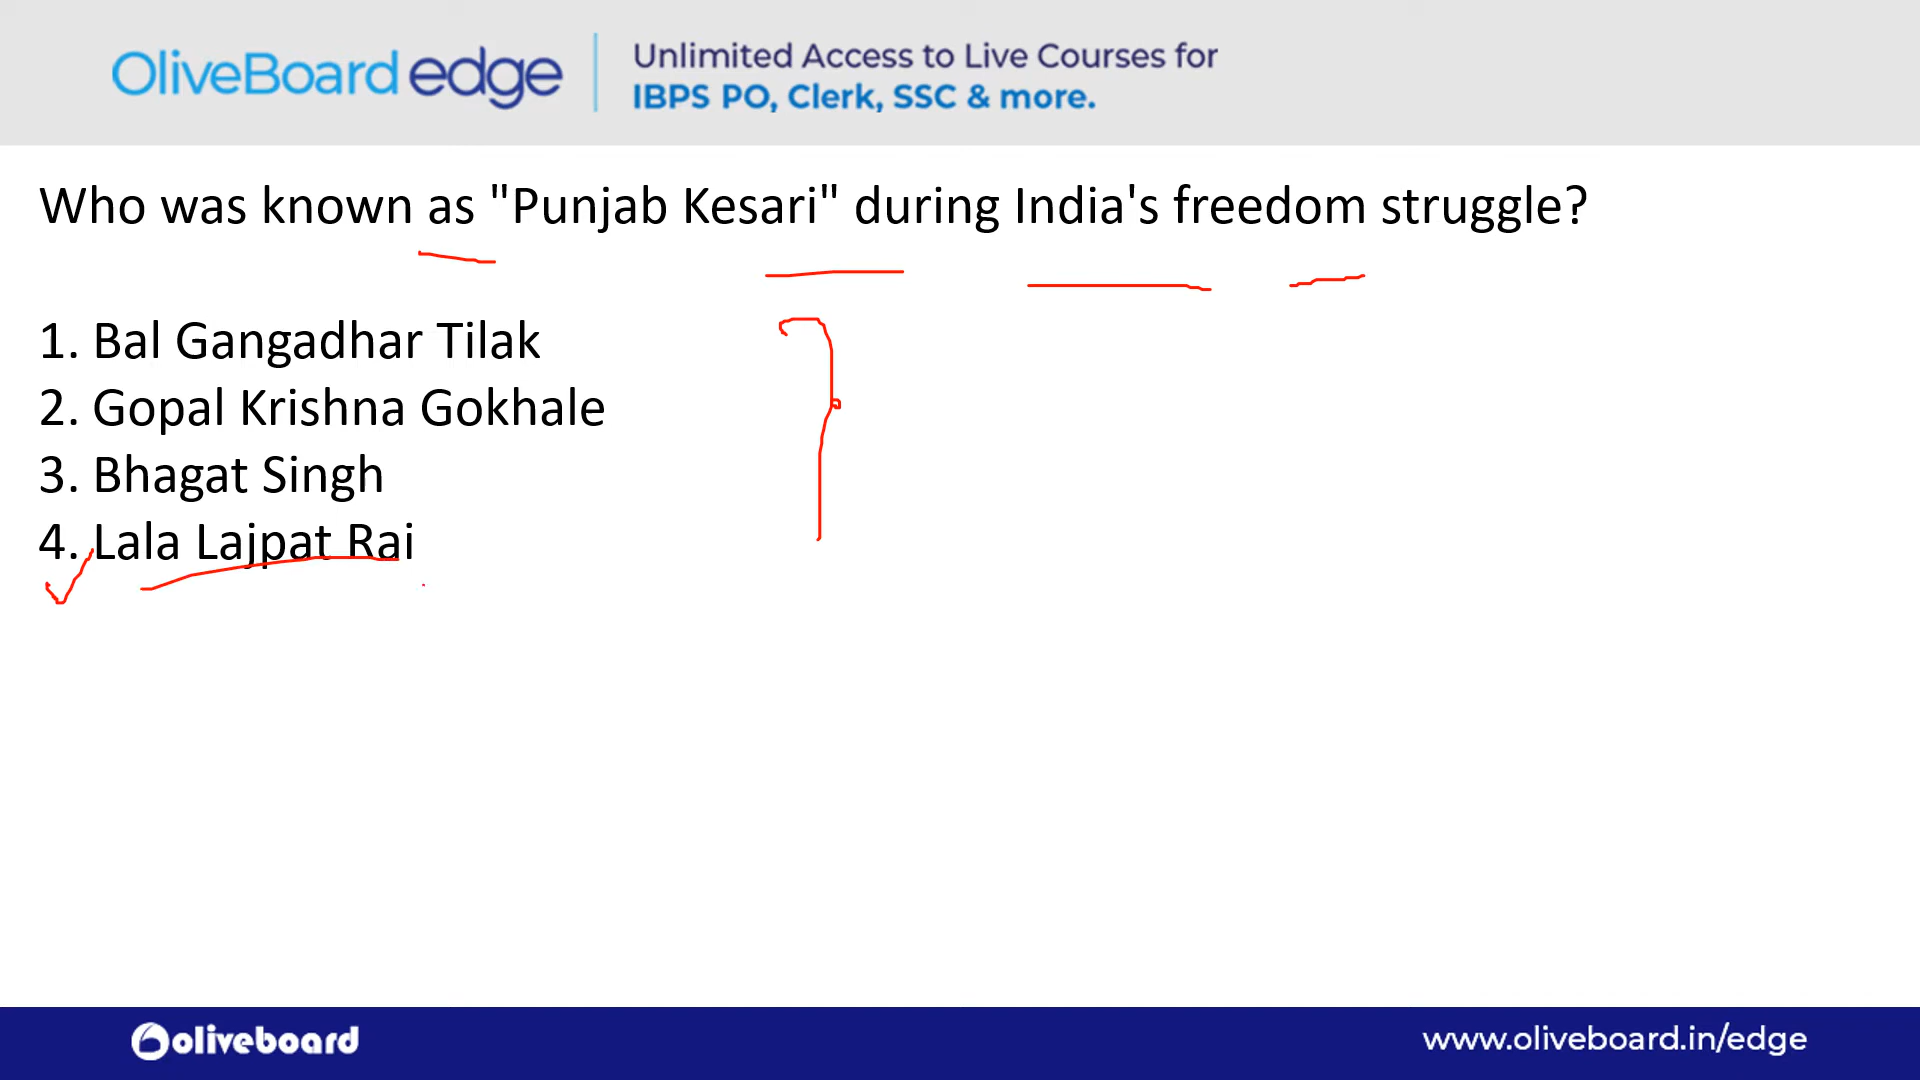 OliveBoard edge
Unlimited Access to Live Courses for
IBPS PO, Clerk, SSC & more.
Who was known as "Punjab Kesari" during India's freedom struggle?
1. Bal Gangadhar Tilak
2. Gopal Krishna Gokhale
3. Bhagat Singh
4. Lala Lajpat Rai
oliveboard
www.oliveboard.in/edge